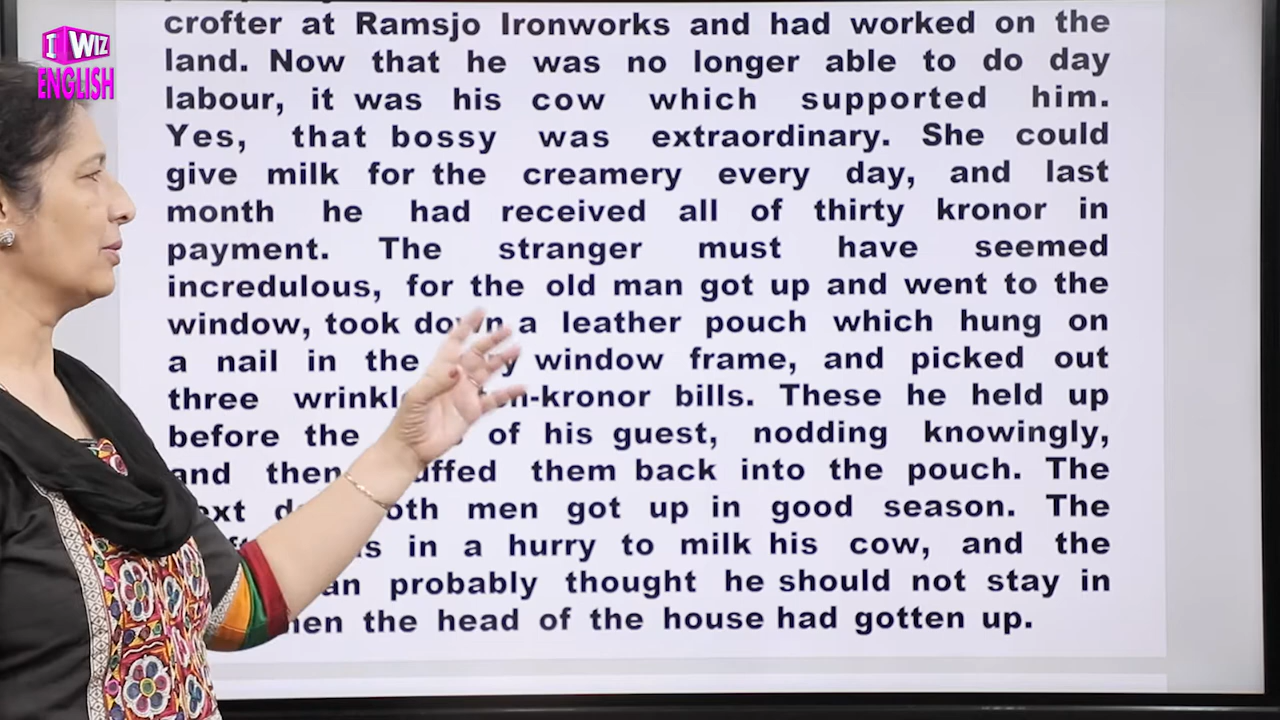 I WIZ
ENGLISH
crofter at Ramsjo Ironworks and had worked on the
land. Now that he was no longer able to do day
labour, it was his cow which supported him.
Yes, that bossy was extraordinary. She could
give milk for the creamery every day, and last
month he had received all of thirty kronor in
payment. The stranger must have seemed
incredulous, for the old man got up and went to the
window, took down a leather pouch which hung on
a nail in the window frame, and picked out
three kronor bills. These he held up
before the of his guest, nodding knowingly,
and then them back into the pouch. The
men got up in good season. The
in a hurry to milk his cow, and the
probably thought he should not stay in
the head of the house had gotten up.